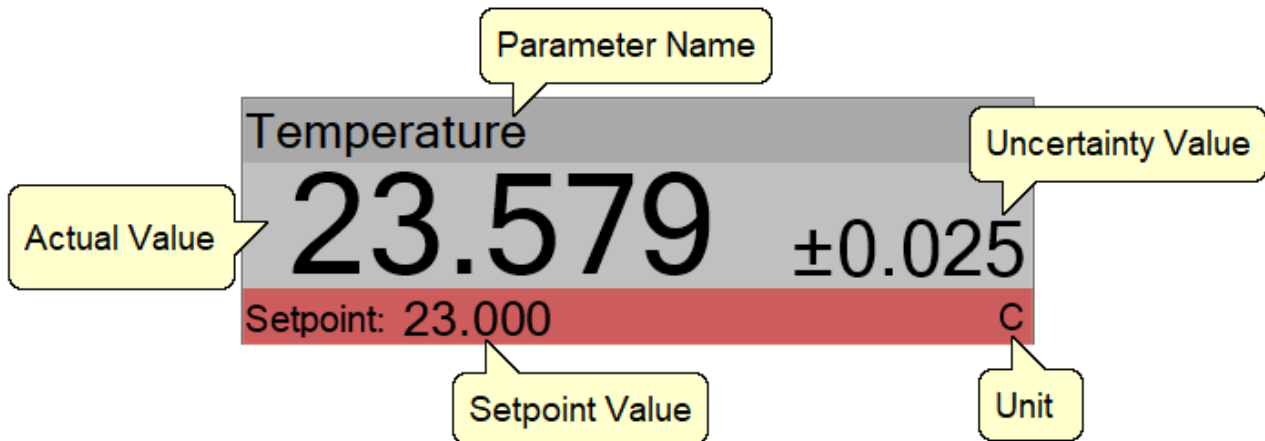 Parameter Name
Temperature
Uncertainty Value
Actual Value
23.579 ±0.025
Setpoint: 23.000 C
Setpoint Value
Unit